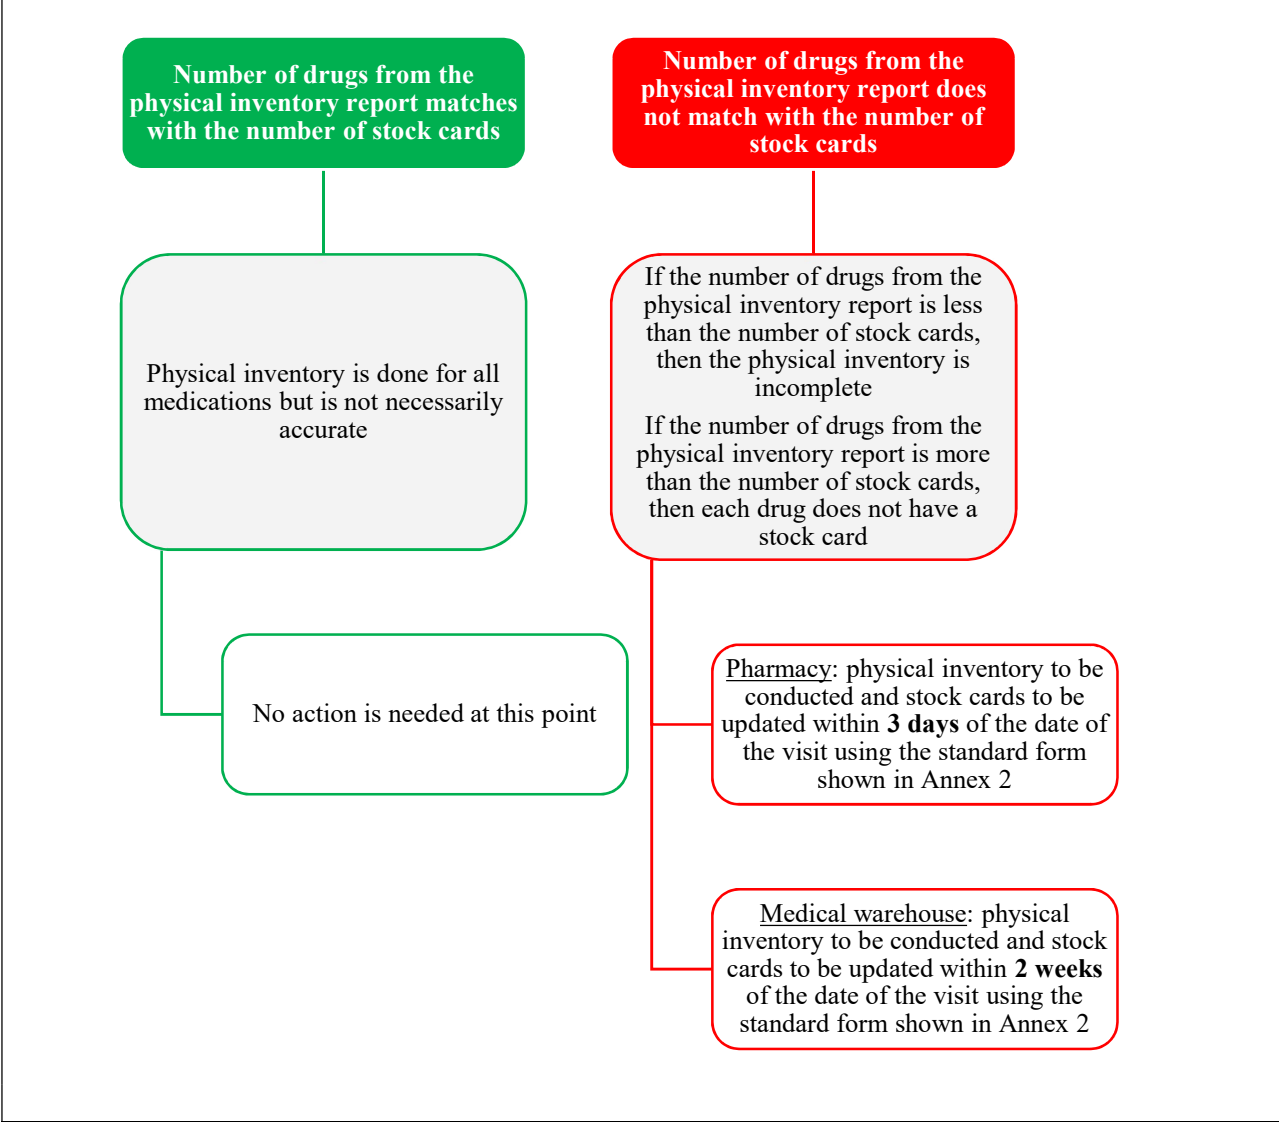 Number of drugs from the
physical inventory report matches
with the number of stock cards
Physical inventory is done for all
medications but is not necessarily
accurate
No action is needed at this point
Number of drugs from the
physical inventory report does
not match with the number of
stock cards
If the number of drugs from the
physical inventory report is less
than the number of stock cards,
then the physical inventory is
incomplete
If the number of drugs from the
physical inventory report is more
than the number of stock cards,
then each drug does not have a
stock card
Pharmacy: physical inventory to be
conducted and stock cards to be
updated within 3 days of the date of
the visit using the standard form
shown in Annex 2
Medical warehouse: physical
inventory to be conducted and stock
cards to be updated within 2 weeks
of the date of the visit using the
standard form shown in Annex 2